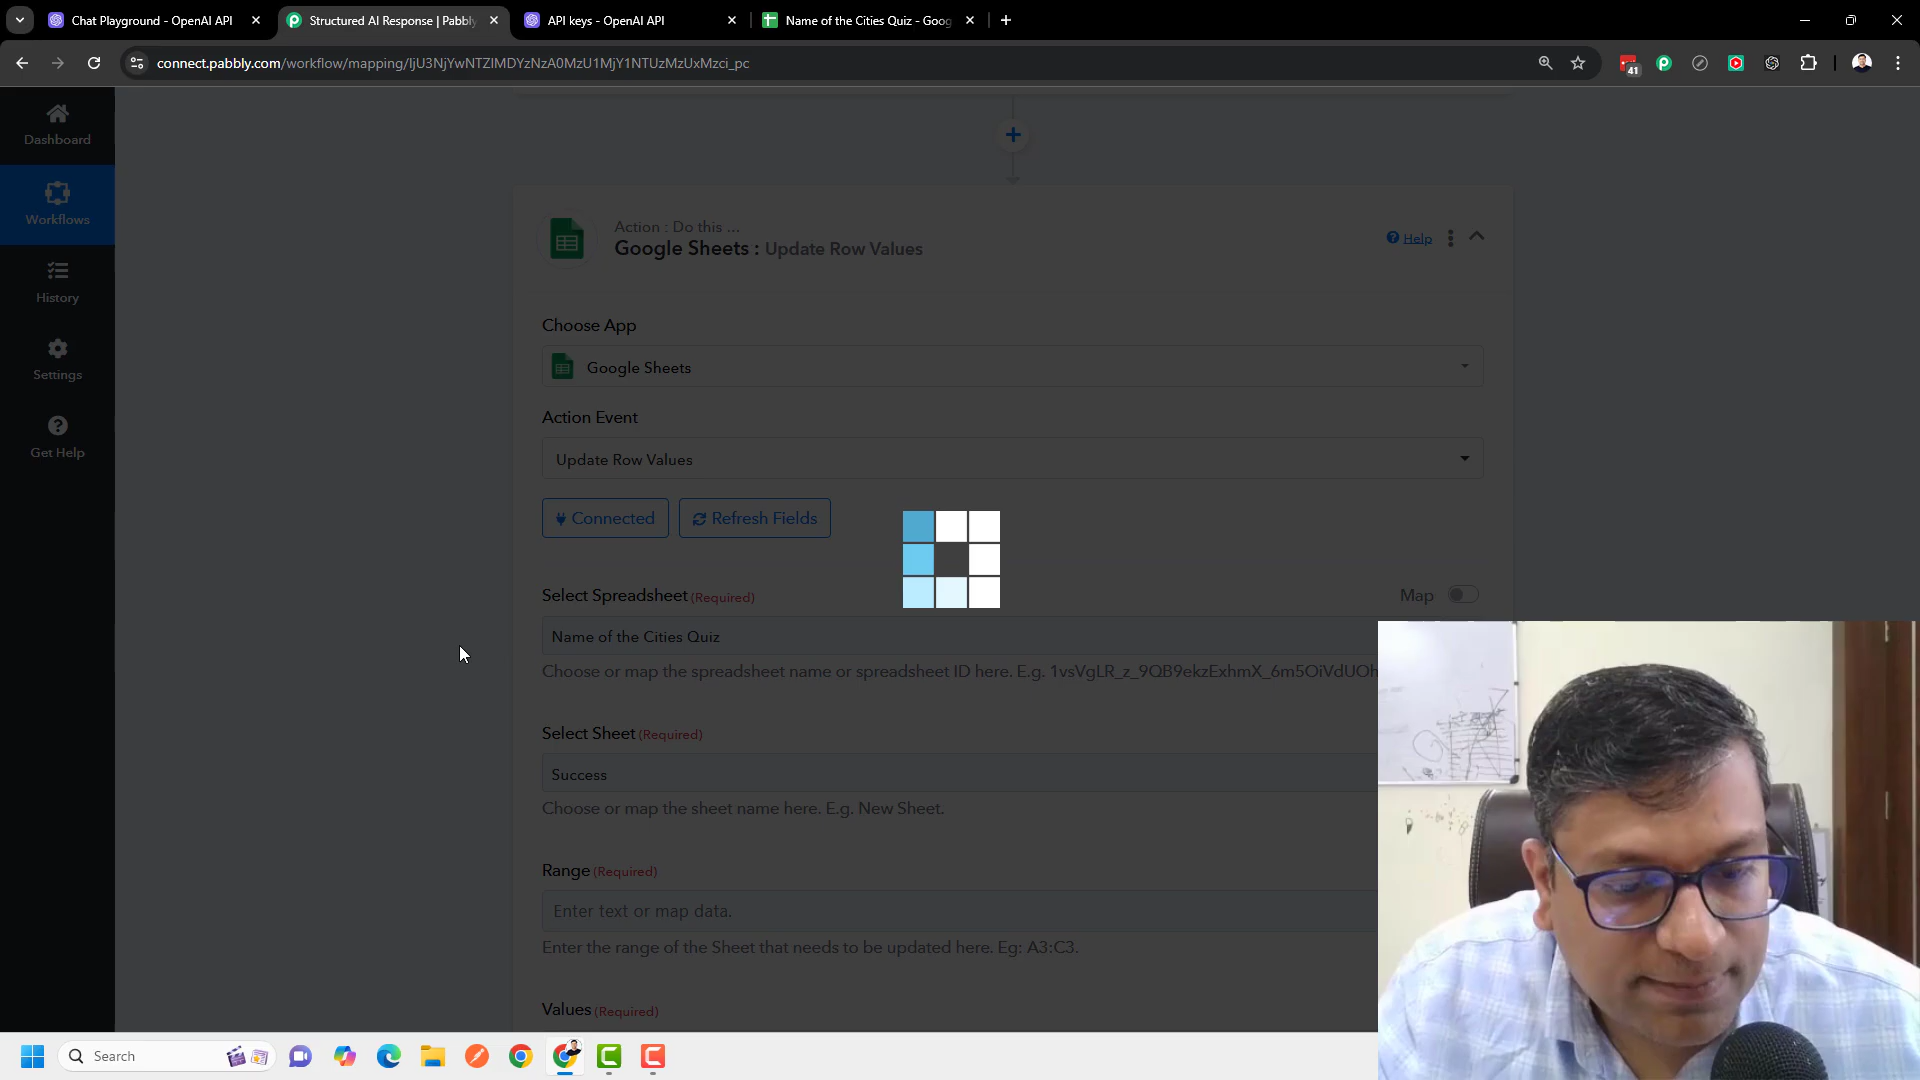 Chat Playground - OpenAI API
Structured AI Response | Pabbly
API keys - OpenAI API
Name of the Cities Quiz - Goog
connect.pabbly.com/workflow/mapping/IjU3NjYwNTZlMDYzNzA0MzU1MjY1NTUzMzUxMzci_pc
41
Dashboard
Workflows
History
Settings
Get Help
Action : Do this ...
Google Sheets : Update Row Values
Help
Choose App
Google Sheets
Action Event
Update Row Values
Connected
Refresh Fields
Select Spreadsheet (Required)
Map
Name of the Cities Quiz
Choose or map the spreadsheet name or spreadsheet ID here. E.g. 1vsVgLR_z_9QB9ekzExhmX_6m5OiVdUOh
Select Sheet (Required)
Success
Choose or map the sheet name here. E.g. New Sheet.
Range (Required)
Enter text or map data.
Enter the range of the Sheet that needs to be updated here. Eg: A3:C3.
Values (Required)
Search